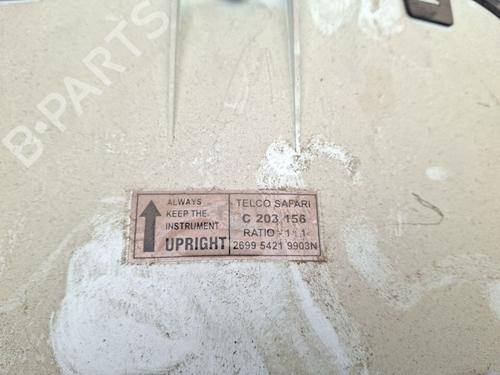 B-PARTS
ALWAYS
KEEP THE
INSTRUMENT
UPRIGHT
TELCO SAFARI
C 203 156
RATIO - 1 : 1
2699 5421 9903N